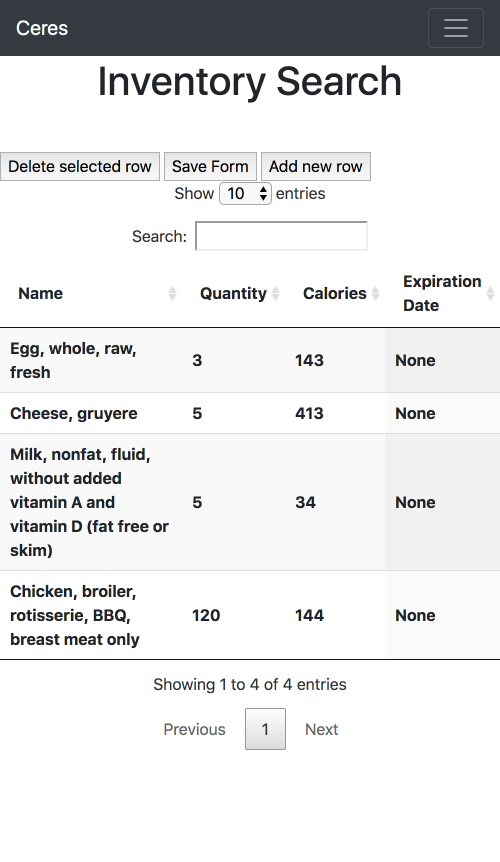 Ceres
Inventory Search
Delete selected row Save Form Add new row
Show 10 entries
Search:
Name Quantity Calories Expiration Date
Egg, whole, raw,
fresh 3 143 None
Cheese, gruyere 5 413 None
Milk, nonfat, fluid,
without added
vitamin A and
vitamin D (fat free or
skim) 5 34 None
Chicken, broiler,
rotisserie, BBQ,
breast meat only 120 144 None
Showing 1 to 4 of 4 entries
Previous 1 Next